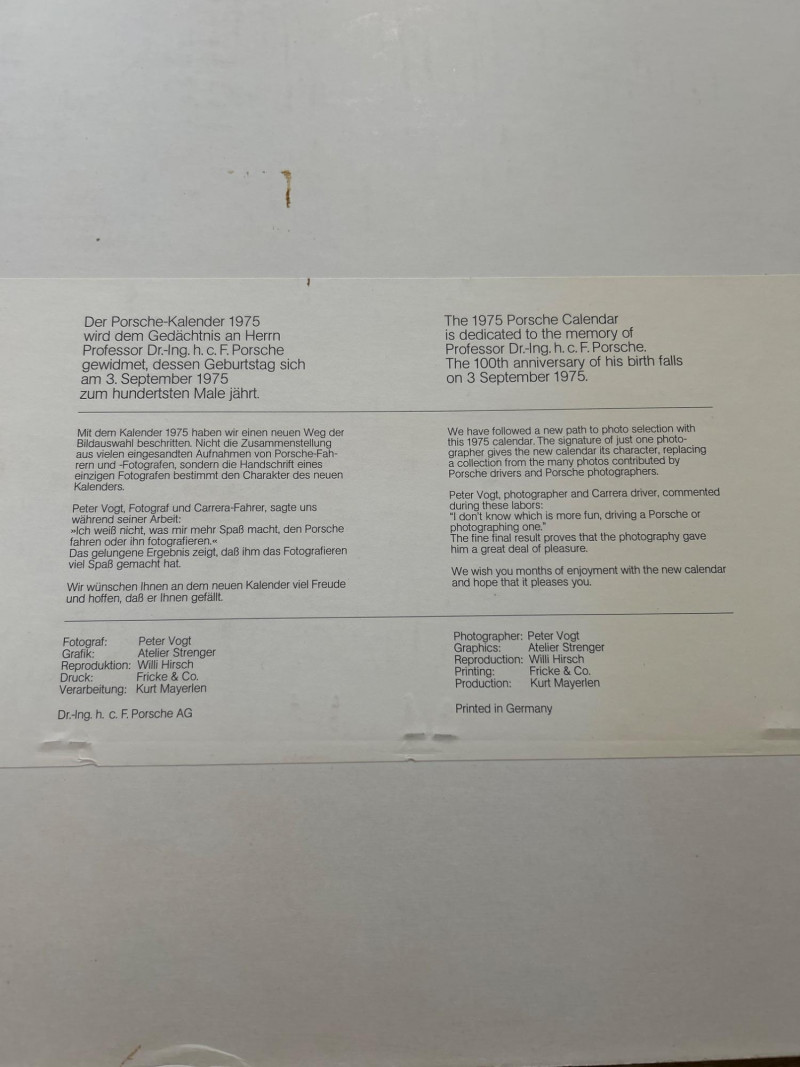 Der Porsche-Kalender 1975
wird dem Gedächtnis an Herrn
Professor Dr.-Ing. h. c. F. Porsche
gewidmet, dessen Geburtstag sich
am 3. September 1975
zum hundertsten Male jährt.
Mit dem Kalender 1975 haben wir einen neuen Weg der
Bildauswahl beschritten. Nicht die Zusammenstellung
aus vielen eingesandten Aufnahmen von Porsche-Fah-
rern und -Fotografen, sondern die Handschrift eines
einzigen Fotografen bestimmt den Charakter des neuen
Kalenders.
Peter Vogt, Fotograf und Carrera-Fahrer, sagte uns
während seiner Arbeit:
»Ich weiß nicht, was mir mehr Spaß macht, den Porsche
fahren oder ihn fotografieren.«
Das gelungene Ergebnis zeigt, daß ihm das Fotografieren
viel Spaß gemacht hat.
Wir wünschen Ihnen an dem neuen Kalender viel Freude
und hoffen, daß er Ihnen gefällt.
Fotograf: Peter Vogt
Grafik: Atelier Strenger
Reproduktion: Willi Hirsch
Druck: Fricke & Co.
Verarbeitung: Kurt Mayerlen
Dr.-Ing. h. c. F. Porsche AG
The 1975 Porsche Calendar
is dedicated to the memory of
Professor Dr.-Ing. h. c. F. Porsche.
The 100th anniversary of his birth falls
on 3 September 1975.
We have followed a new path to photo selection with
this 1975 calendar. The signature of just one photo-
grapher gives the new calendar its character, replacing
a collection from the many photos contributed by
Porsche drivers and Porsche photographers.
Peter Vogt, photographer and Carrera driver, commented
during these labors:
"I don't know which is more fun, driving a Porsche or
photographing one."
The fine final result proves that the photography gave
him a great deal of pleasure.
We wish you months of enjoyment with the new calendar
and hope that it pleases you.
Photographer: Peter Vogt
Graphics: Atelier Strenger
Reproduction: Willi Hirsch
Printing: Fricke & Co.
Production: Kurt Mayerlen
Printed in Germany